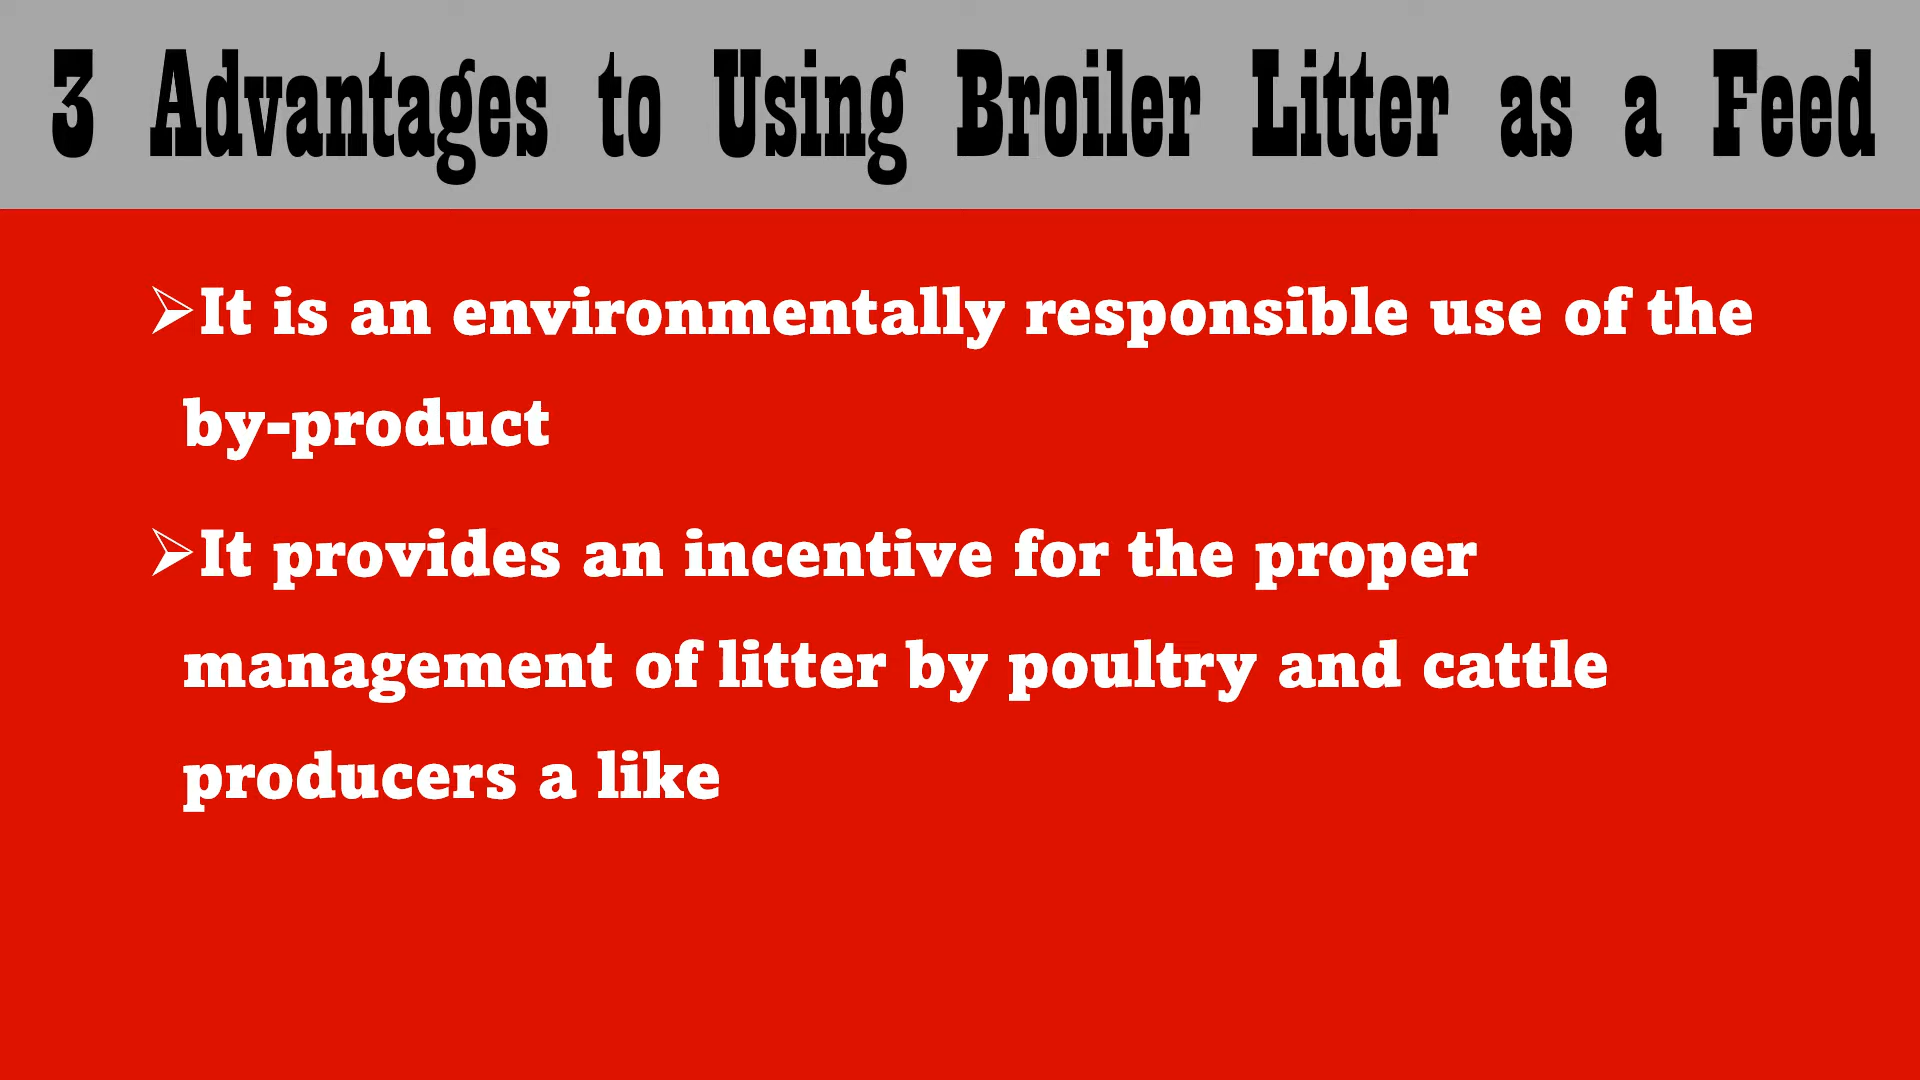 3 Advantages to Using Broiler Litter as a Feed
➢It is an environmentally responsible use of the
by-product
➢It provides an incentive for the proper
management of litter by poultry and cattle
producers a like